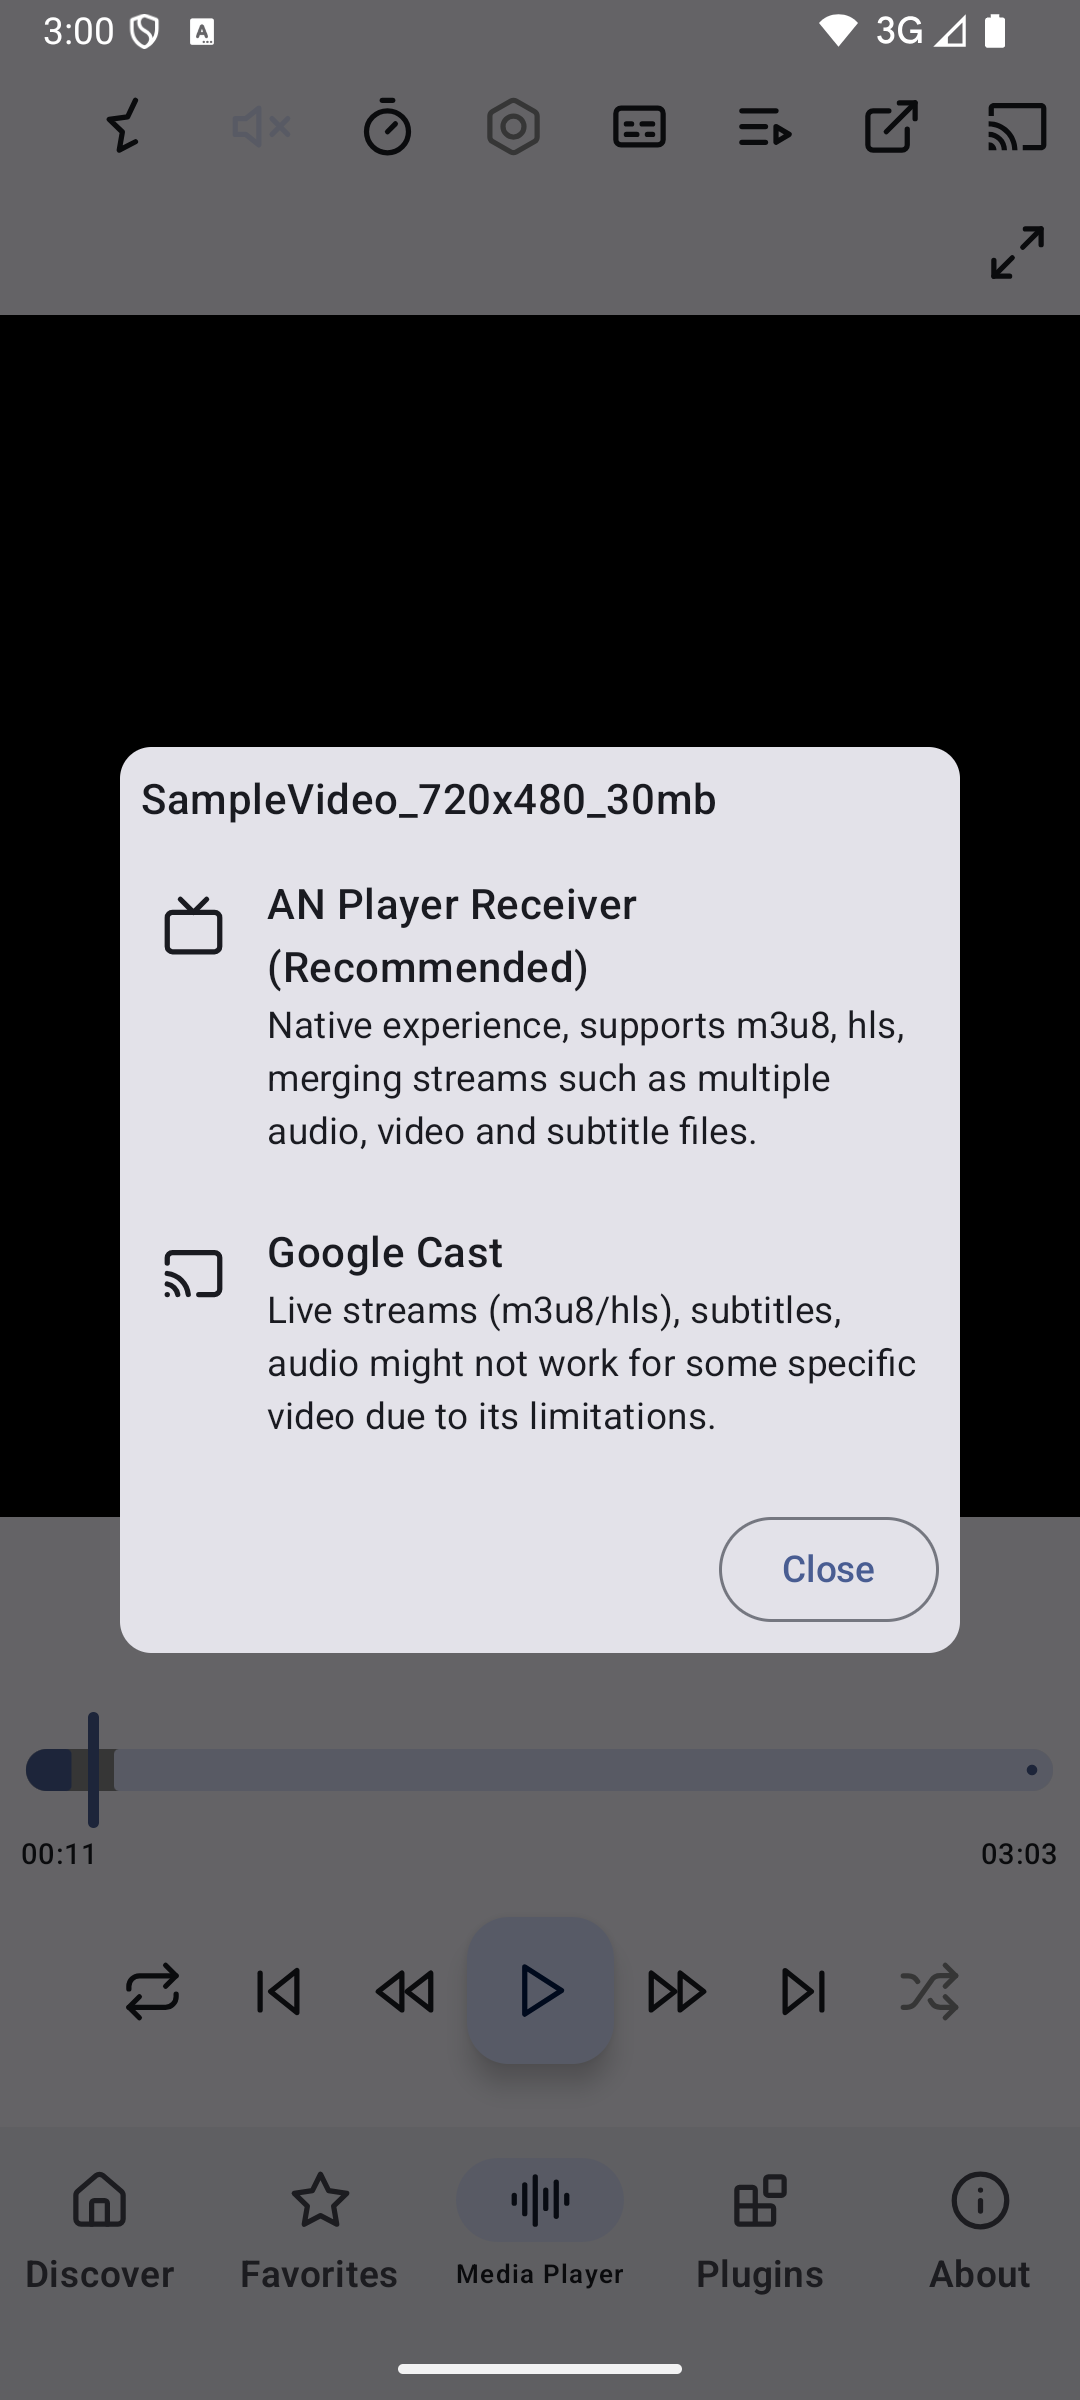 3:00
3G
SampleVideo_720x480_30mb
AN Player Receiver
(Recommended)
Native experience, supports m3u8, hls,
merging streams such as multiple
audio, video and subtitle files.
Google Cast
Live streams (m3u8/hls), subtitles,
audio might not work for some specific
video due to its limitations.
Close
00:11
03:03
Discover
Favorites
Media Player
Plugins
About